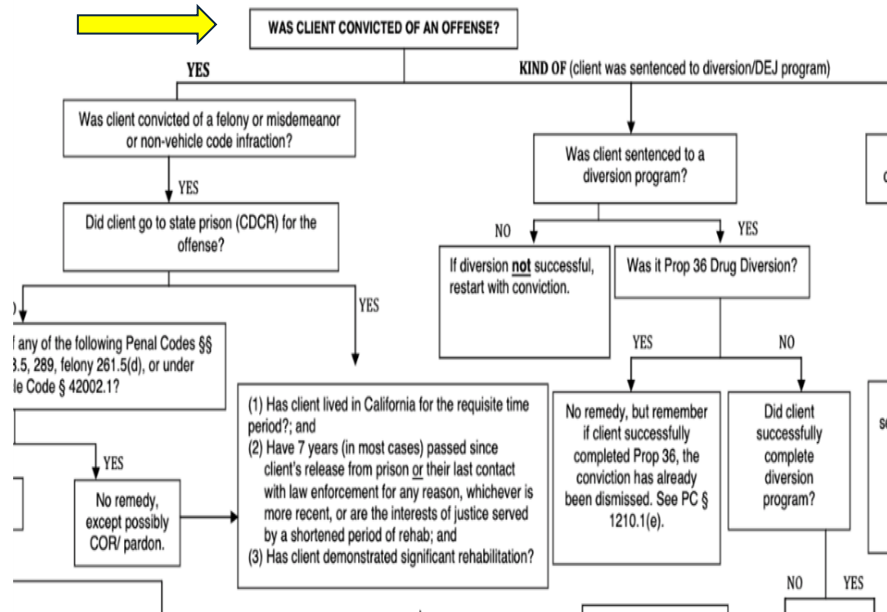 WAS CLIENT CONVICTED OF AN OFFENSE?
YES
KIND OF (client was sentenced to diversion/DEJ program)
Was client convicted of a felony or misdemeanor
or non-vehicle code infraction?
Was client sentenced to a
diversion program?
YES
Did client go to state prison (CDCR) for the
offense?
NO
YES
If diversion not successful,
restart with conviction.
Was it Prop 36 Drug Diversion?
YES
any of the following Penal Codes §§
3.5, 289, felony 261.5(d), or under
le Code § 42002.1?
YES
NO
(1) Has client lived in California for the requisite time
period?; and
(2) Have 7 years (in most cases) passed since
client's release from prison or their last contact
with law enforcement for any reason, whichever is
more recent, or are the interests of justice served
by a shortened period of rehab; and
(3) Has client demonstrated significant rehabilitation?
No remedy, but remember
if client successfully
completed Prop 36, the
conviction has already
been dismissed. See PC §
1210.1(e).
Did client
successfully
complete
diversion
program?
YES
No remedy,
except possibly
COR/ pardon.
NO
YES